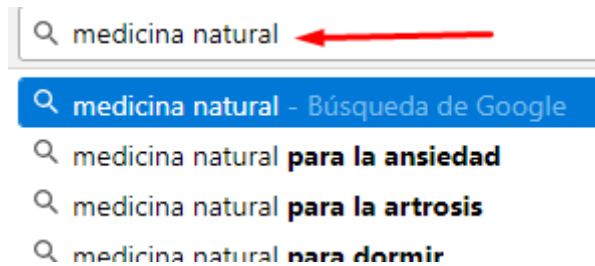 medicina natural
medicina natural - Búsqueda de Google
medicina natural para la ansiedad
medicina natural para la artrosis
medicina natural para dormir